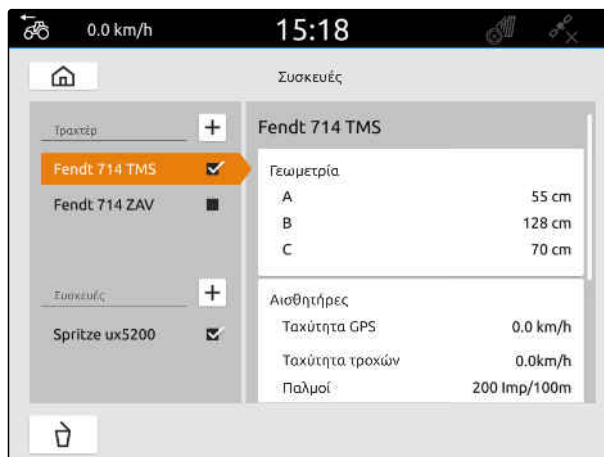 0.0 km/h 15:18
Συσκευές
Τρακτέρ +
Fendt 714 TMS
Fendt 714 ZAV
Συσκευές +
Spritze ux5200
Fendt 714 TMS
Γεωμετρία
A 55 cm
B 128 cm
C 70 cm
Αισθητήρες
Ταχύτητα GPS 0.0 km/h
Ταχύτητα τροχών 0.0km/h
Παλμοί 200 Imp/100m